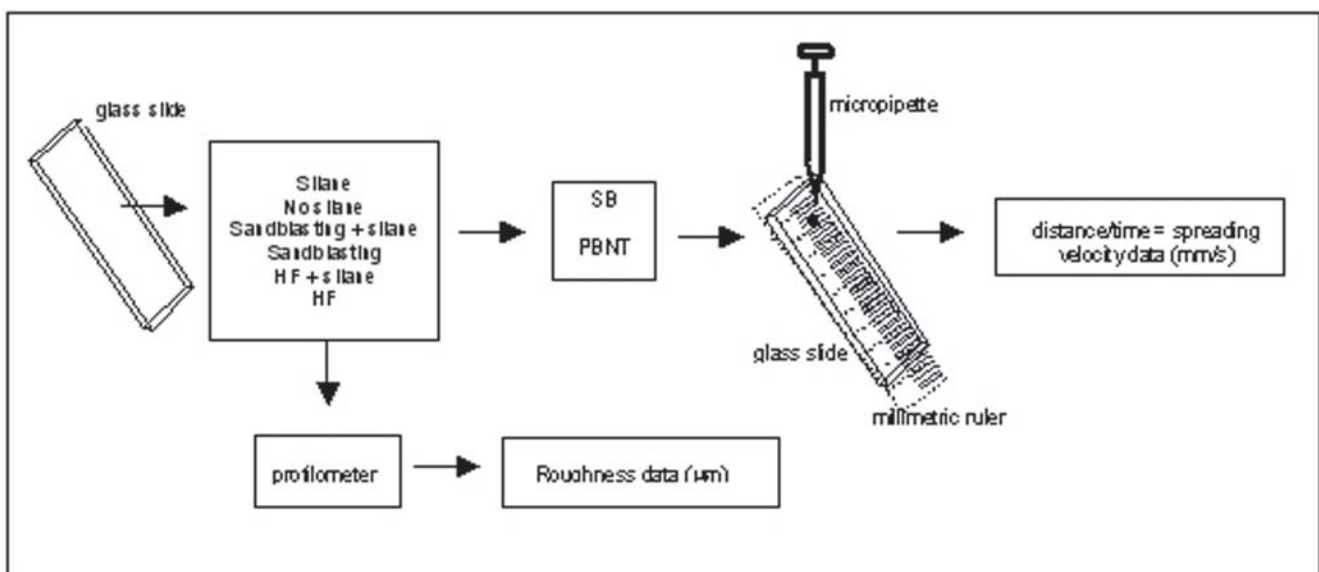 glass slide
Silane
No silane
Sandblasting + silane
Sandblasting
HF + silane
HF
SB
PBNT
micropipette
glass slide
millimetric ruler
distance/time = spreading
velocity data (mm/s)
profilometer
Roughness data (µm)